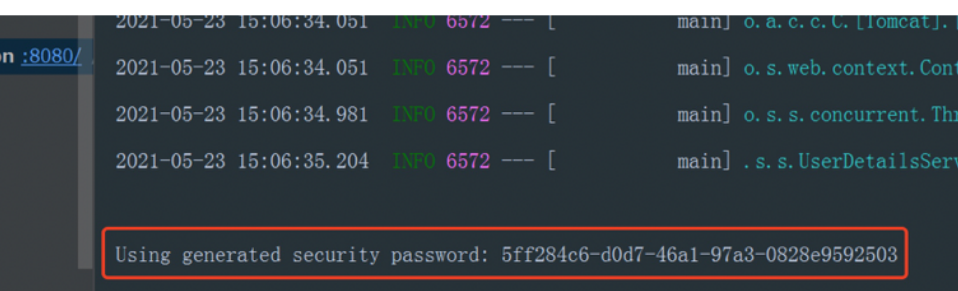 2021-05-23 15:06:34.051 INFO 6572 --- [ main] o.a.c.c.C.[Tomcat].
on :8080/
2021-05-23 15:06:34.051 INFO 6572 --- [ main] o.s.web.context.Cont
2021-05-23 15:06:34.981 INFO 6572 --- [ main] o.s.s.concurrent.Thr
2021-05-23 15:06:35.204 INFO 6572 --- [ main] .s.s.UserDetailsServ
Using generated security password: 5ff284c6-d0d7-46a1-97a3-0828e9592503